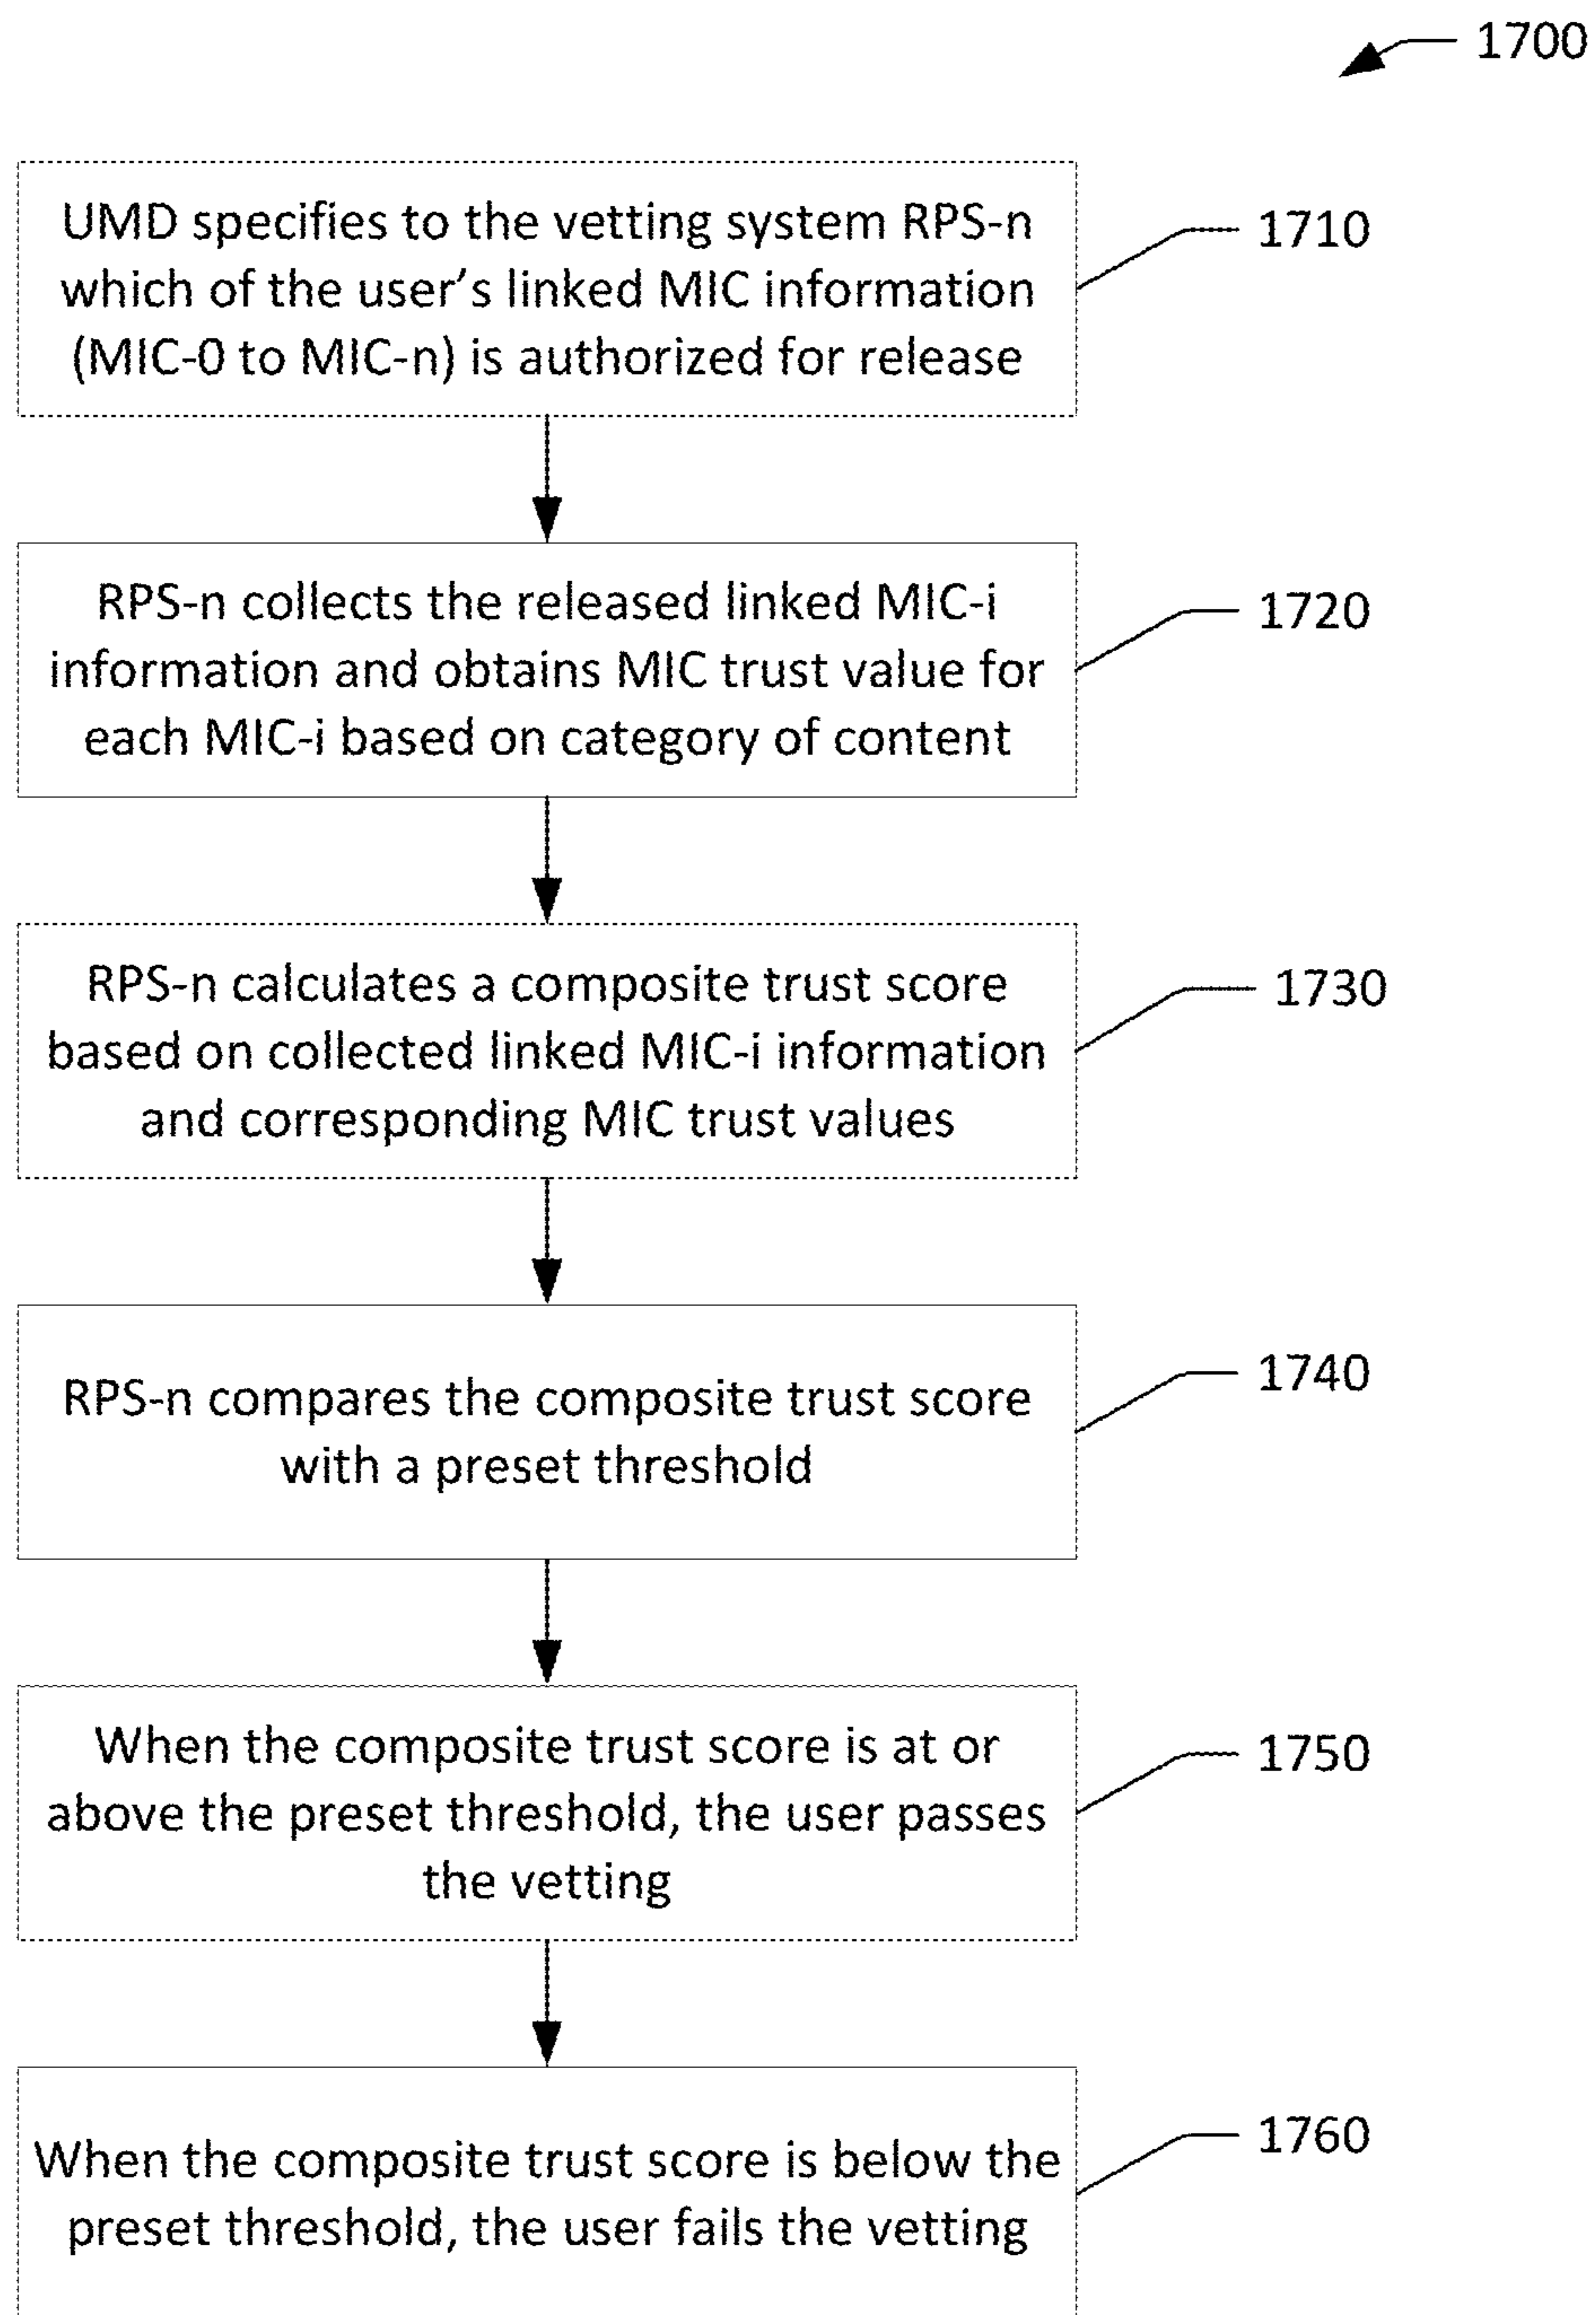 1700
UMD specifies to the vetting system RPS-n
which of the user's linked MIC information
(MIC-0 to MIC-n) is authorized for release
1710
RPS-n collects the released linked MIC-i
information and obtains MIC trust value for
each MIC-i based on category of content
1720
RPS-n calculates a composite trust score
based on collected linked MIC-i information
and corresponding MIC trust values
1730
RPS-n compares the composite trust score
with a preset threshold
1740
When the composite trust score is at or
above the preset threshold, the user passes
the vetting
1750
When the composite trust score is below the
preset threshold, the user fails the vetting
1760